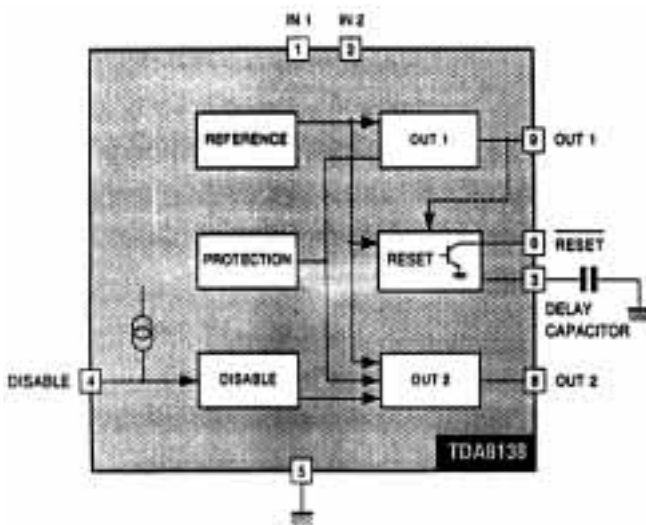 IN 1 IN 2
1 2
REFERENCE OUT 1 9 OUT 1
PROTECTION RESET 6 RESET
3
DELAY
CAPACITOR
DISABLE 4 DISABLE OUT 2 8 OUT 2
TDA8138
5